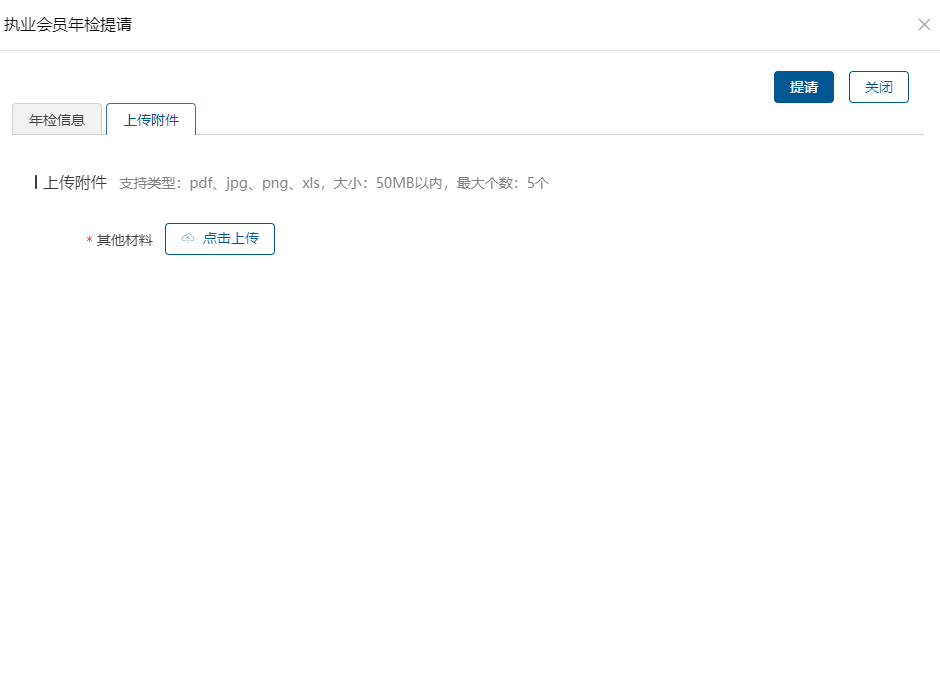 执业会员年检提请
提请 关闭
年检信息 上传附件
上传附件 支持类型：pdf、jpg、png、xls，大小：50MB以内，最大个数：5个
* 其他材料 点击上传